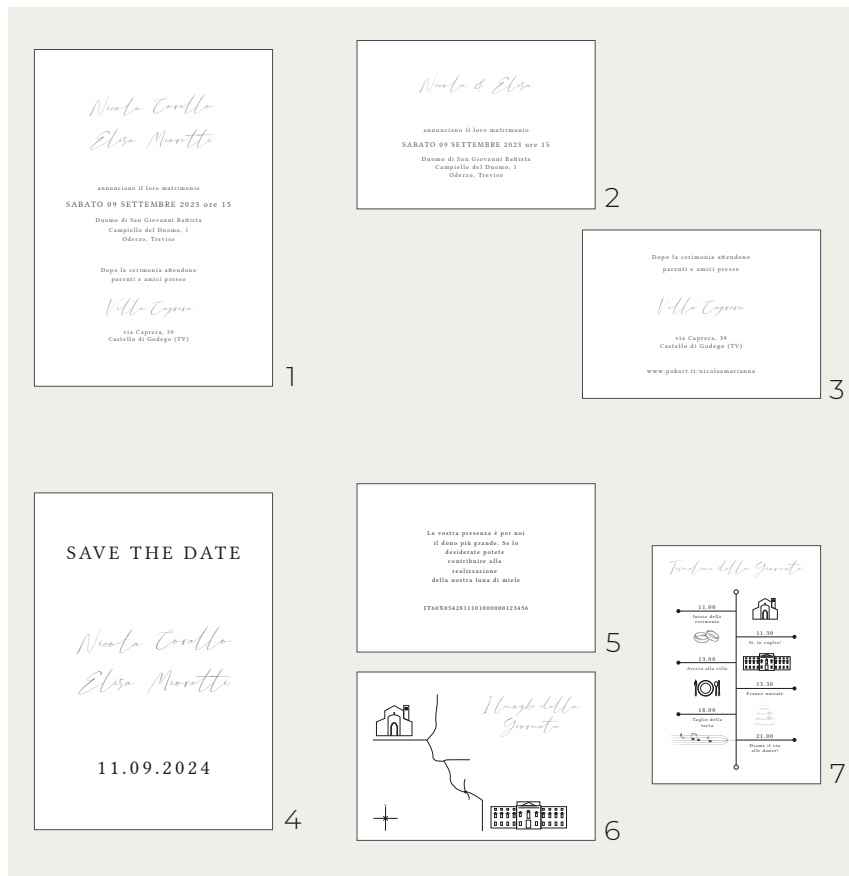 Nicola Corallo
Elisa Mioretti
annunciano il loro matrimonio
SABATO 09 SETTEMBRE 2023 ore 15
Duomo di San Giovanni Battista
Campiello del Duomo, 1
Oderzo, Treviso
Dopo la cerimonia attendono
parenti e amici presso
Villa Caprera
via Caprera, 39
Castello di Godego (TV)
1
Nicola & Elisa
annunciano il loro matrimonio
SABATO 09 SETTEMBRE 2023 ore 15
Duomo di San Giovanni Battista
Campiello del Duomo, 1
Oderzo, Treviso
2
Dopo la cerimonia attendono
parenti e amici presso
Villa Caprera
via Caprera, 39
Castello di Godego (TV)
www.pokart.it/nicolaemarianna
3
SAVE THE DATE
Nicola Corallo
Elisa Mioretti
11.09.2024
4
La vostra presenza è per noi
il dono più grande. Se lo
desiderate potete
contribuire alla
realizzazione
della nostra luna di miele
IT60X0542811101000000123456
5
I luoghi della
Giornata
6
Timeline della Giornata
11.00
Inizio della
cerimonia
11.30
Sì, lo voglio!
13.00
Arrivo alla villa
13.30
Pranzo nuziale
18.00
Taglio della
torta
21.00
Diamo il via
alle danze!
7